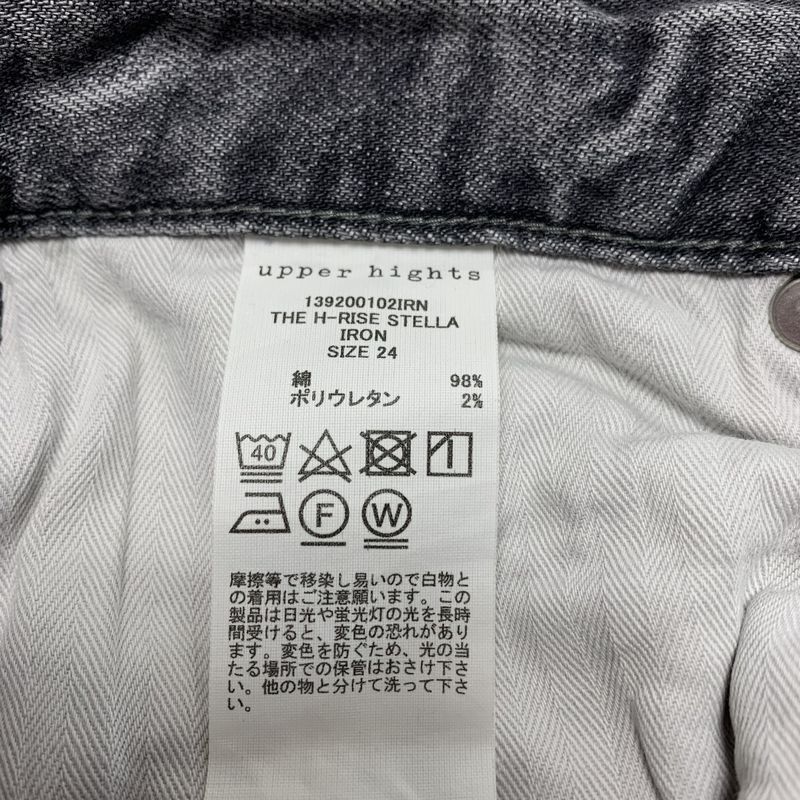 upper hights
139200102IRN
THE H-RISE STELLA
IRON
SIZE 24
綿 98%
ポリウレタン 2%
40
F
W
摩擦等で移染し易いので白物と
の着用はご注意願います。この
製品は日光や蛍光灯の光を長時
間受けると、変色の恐れがあり
ます。変色を防ぐため、光の当
たる場所での保管はおさけ下さ
い。他の物と分けて洗って下さ
い。